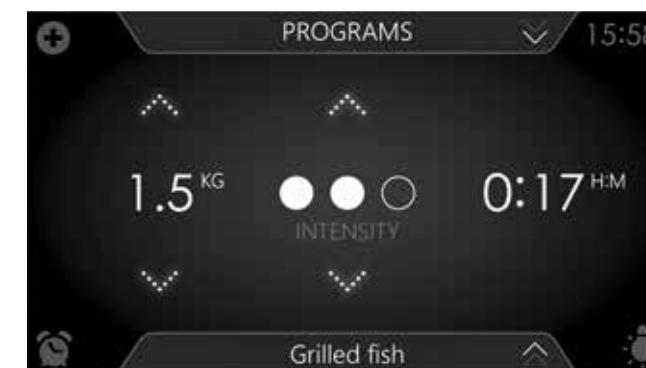 PROGRAMS
15:58
1.5 KG
0:17 H:M
INTENSITY
Grilled fish